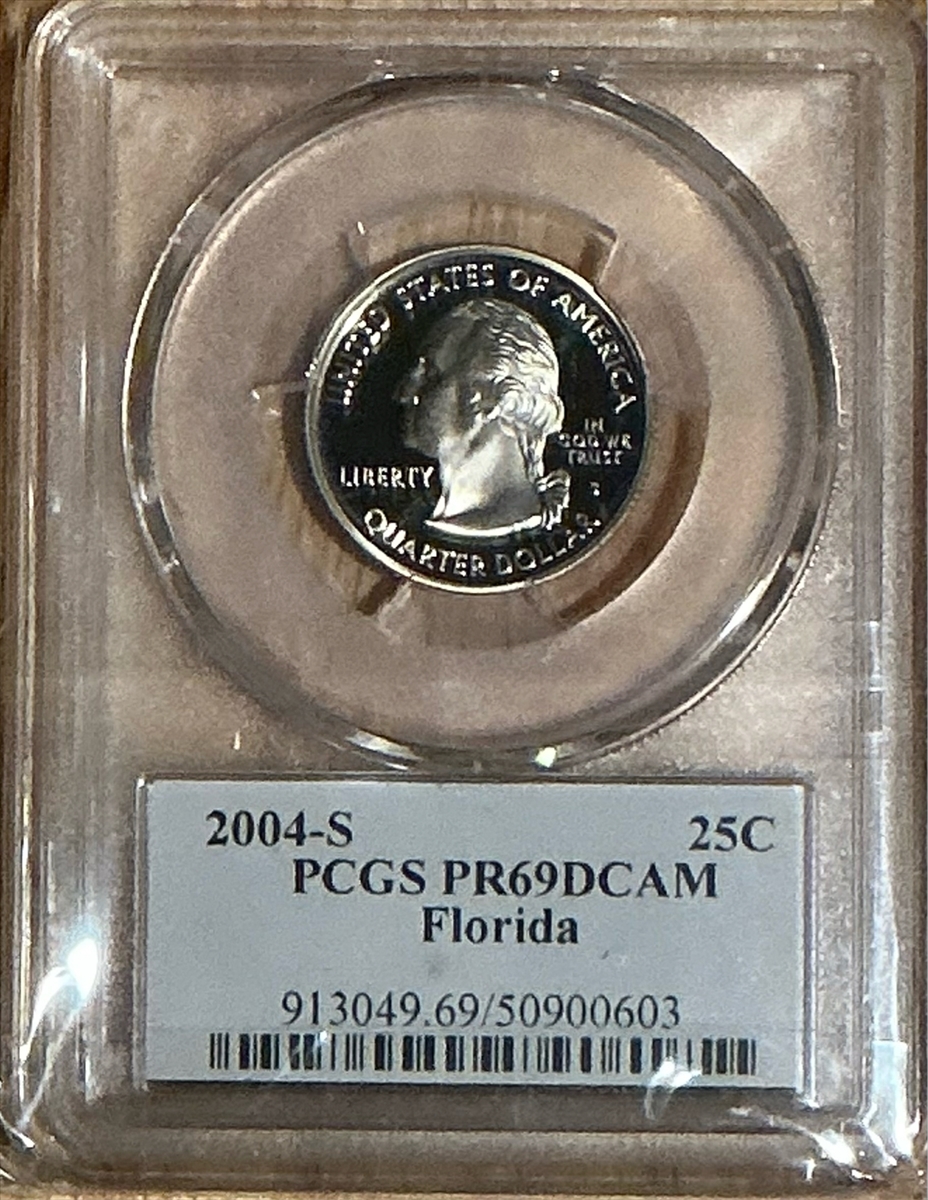 UNITED STATES OF AMERICA
IN
GOD WE
TRUST
LIBERTY
S
QUARTER DOLLAR
2004-S 25C
PCGS PR69DCAM
Florida
913049.69/50900603